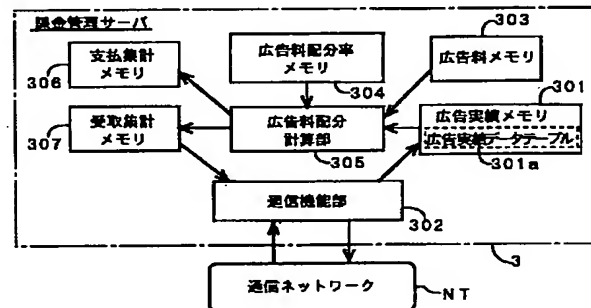 課金管理サーバ
支払集計
メモリ
306
広告料配分率
メモリ
304
303
広告料メモリ
301
受取集計
メモリ
307
広告料配分
計算部
305
広告実績メモリ
広告実績データテーブル
301a
通信機能部
302
3
通信ネットワーク
NT